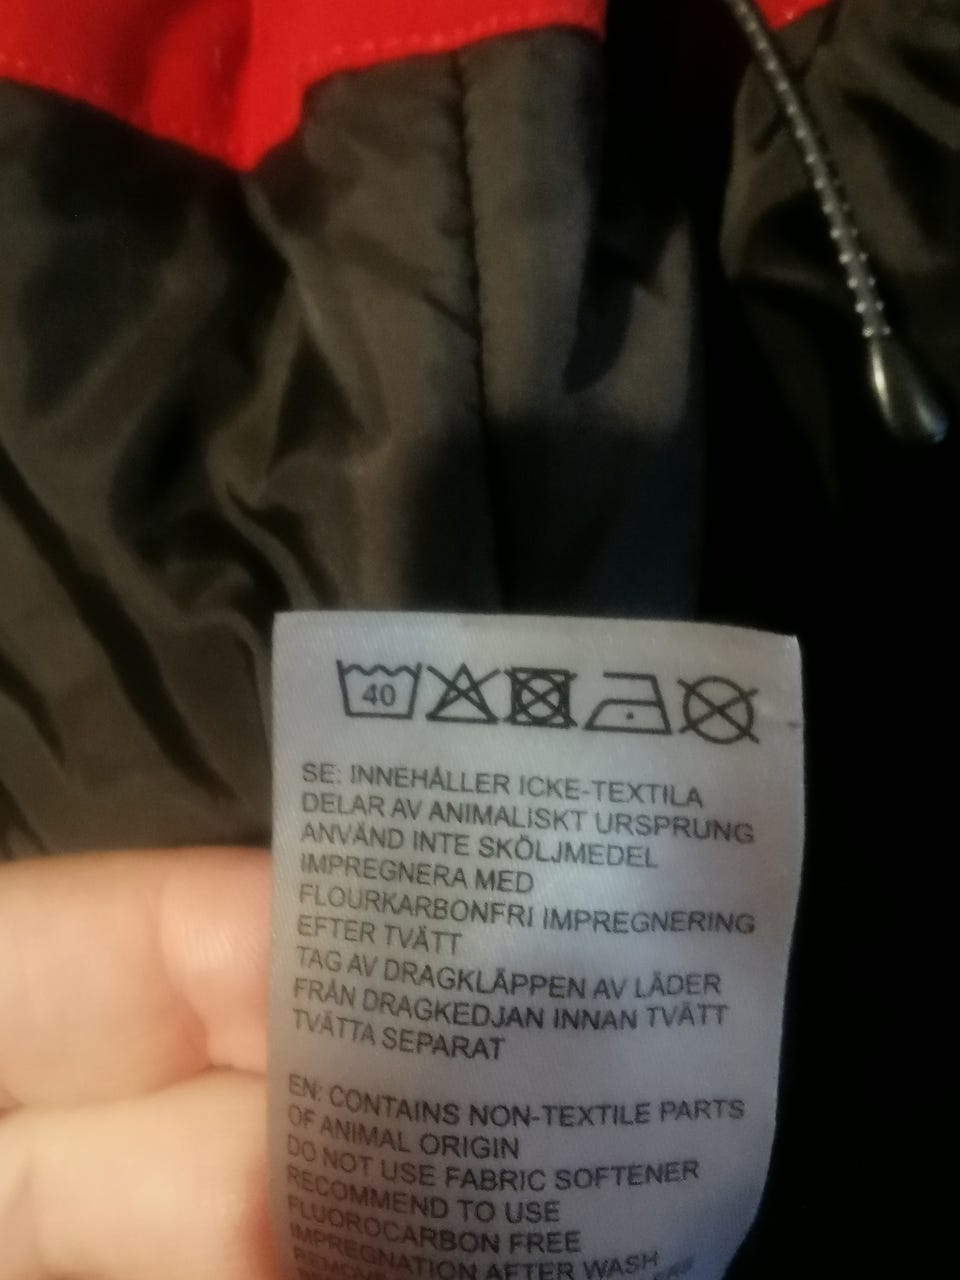 40
SE: INNEHÅLLER ICKE-TEXTILA
DELAR AV ANIMALISKT URSPRUNG
ANVÄND INTE SKÖLJMEDEL
IMPREGNERA MED
FLOURKARBONFRI IMPREGNERING
EFTER TVÄTT
TAG AV DRAGKLÄPPEN AV LÄDER
FRÅN DRAGKEDJAN INNAN TVÄTT
TVÄTTA SEPARAT
EN: CONTAINS NON-TEXTILE PARTS
OF ANIMAL ORIGIN
DO NOT USE FABRIC SOFTENER
RECOMMEND TO USE
FLUOROCARBON FREE
IMPREGNATION AFTER WASH
REMOVE